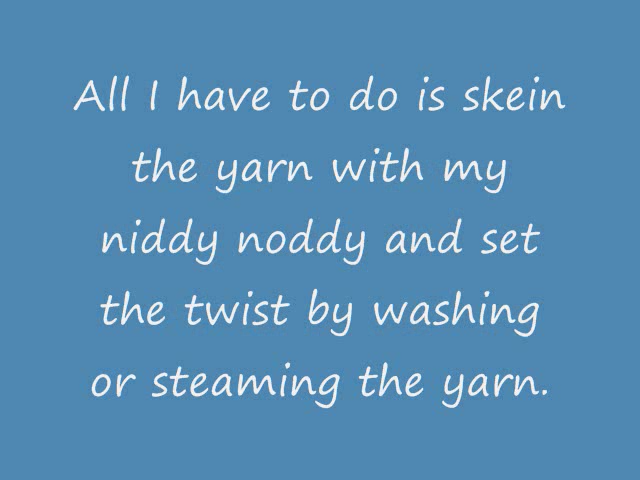 All I have to do is skein
the yarn with my
niddy noddy and set
the twist by washing
or steaming the yarn.